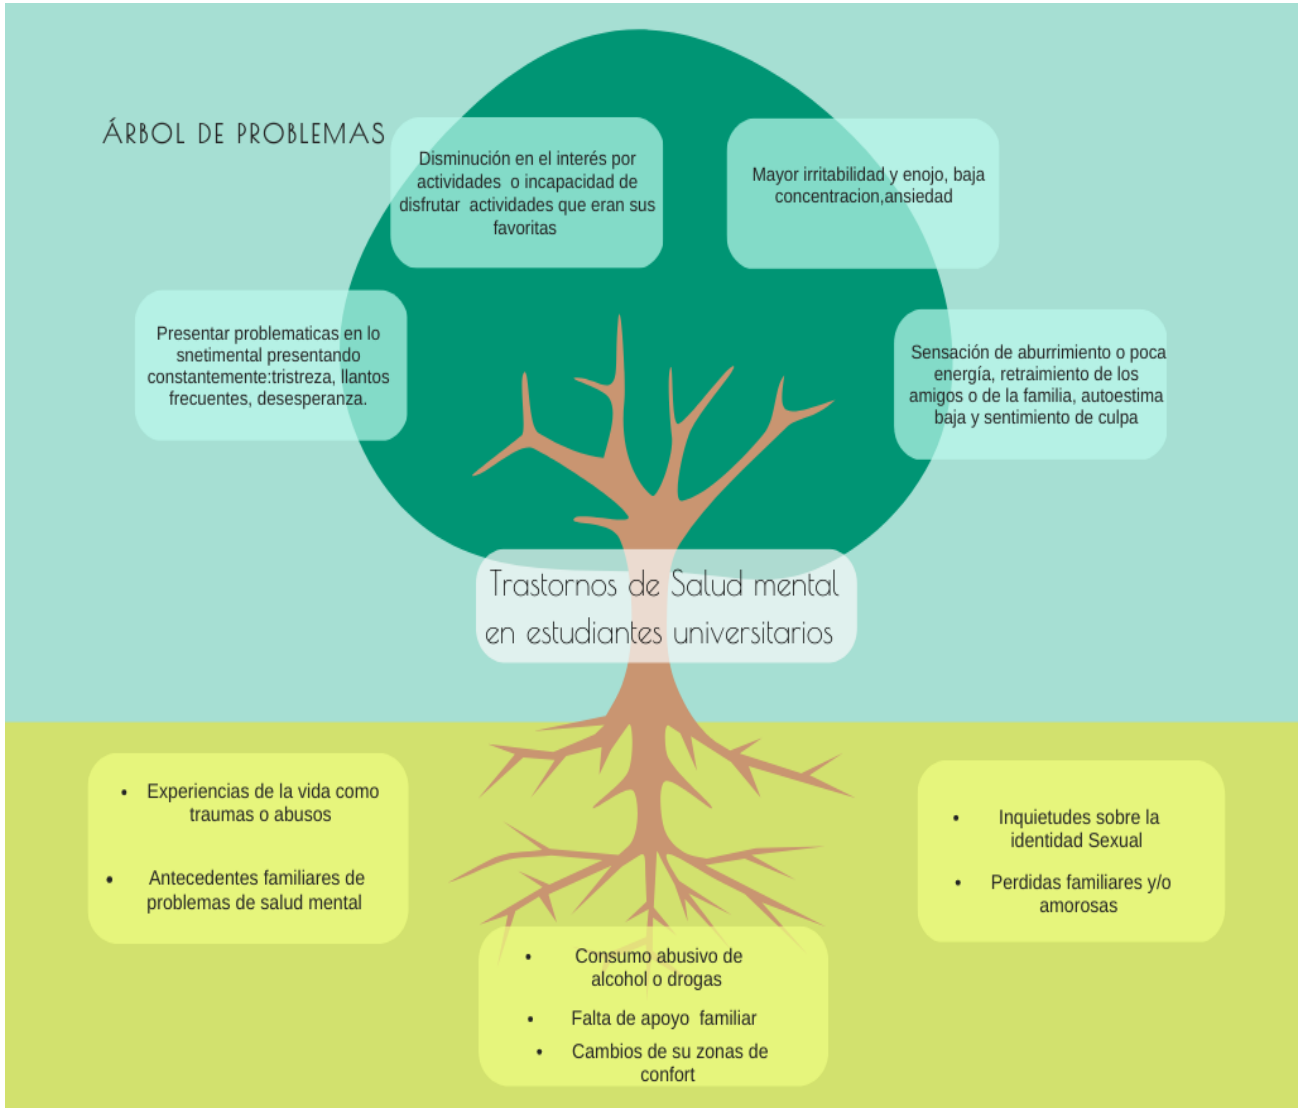 ÁRBOL DE PROBLEMAS
Disminución en el interés por
actividades o incapacidad de
disfrutar actividades que eran sus
favoritas
Mayor irritabilidad y enojo, baja
concentracion,ansiedad
Presentar problematicas en lo
snetimental presentando
constantemente:tristreza, llantos
frecuentes, desesperanza.
Sensación de aburrimiento o poca
energía, retraimiento de los
amigos o de la familia, autoestima
baja y sentimiento de culpa
Trastornos de Salud mental
en estudiantes universitarios
• Experiencias de la vida como
traumas o abusos
• Antecedentes familiares de
problemas de salud mental
• Consumo abusivo de
alcohol o drogas
• Falta de apoyo familiar
• Cambios de su zonas de
confort
• Inquietudes sobre la
identidad Sexual
• Perdidas familiares y/o
amorosas